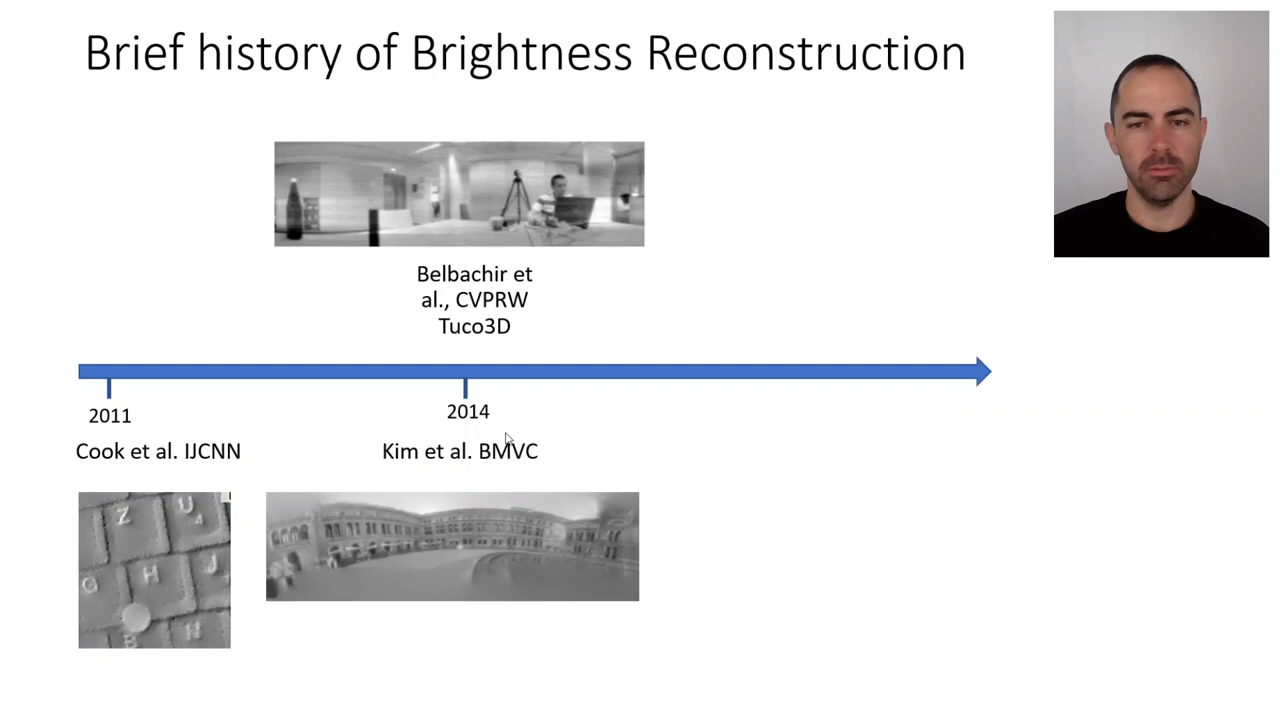 Brief history of Brightness Reconstruction
Belbachir et
al., CVPRW
Tuco3D
2011
2014
Cook et al. IJCNN
Kim et al. BMVC
Z
U
4
G
H
J
B
N